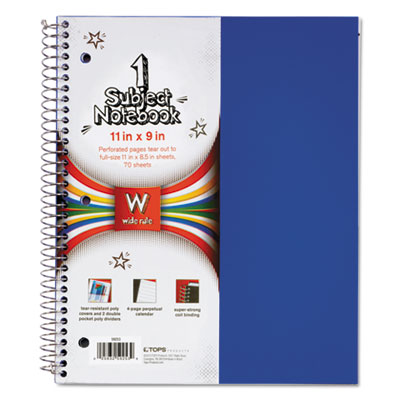 1
Subject
Notebook
11 in x 9 in
Perforated pages tear out to
full-size 11 in x 8.5 in sheets,
70 sheets
W
wide rule
tear-resistant poly
covers and 2 double
pocket poly dividers
4-page perpetual
calendar
super-strong
coil binding
TOPS PRODUCTS